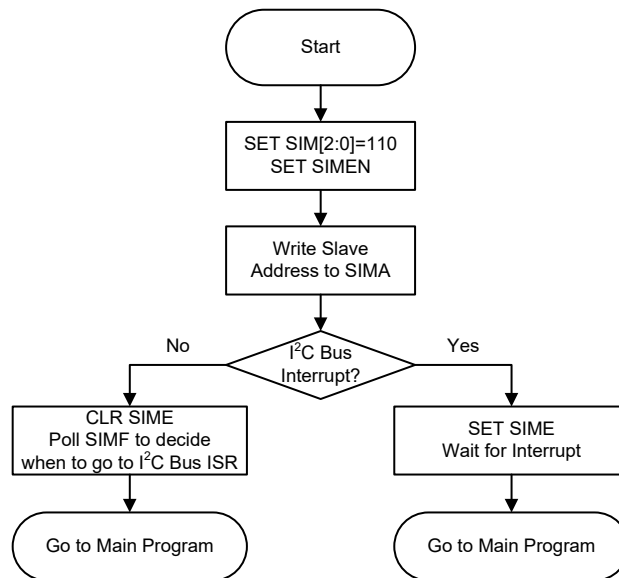 Start
SET SIM[2:0]=110
SET SIMEN
Write Slave
Address to SIMA
I²C Bus
Interrupt?
No
Yes
CLR SIME
Poll SIMF to decide
when to go to I²C Bus ISR
SET SIME
Wait for Interrupt
Go to Main Program
Go to Main Program